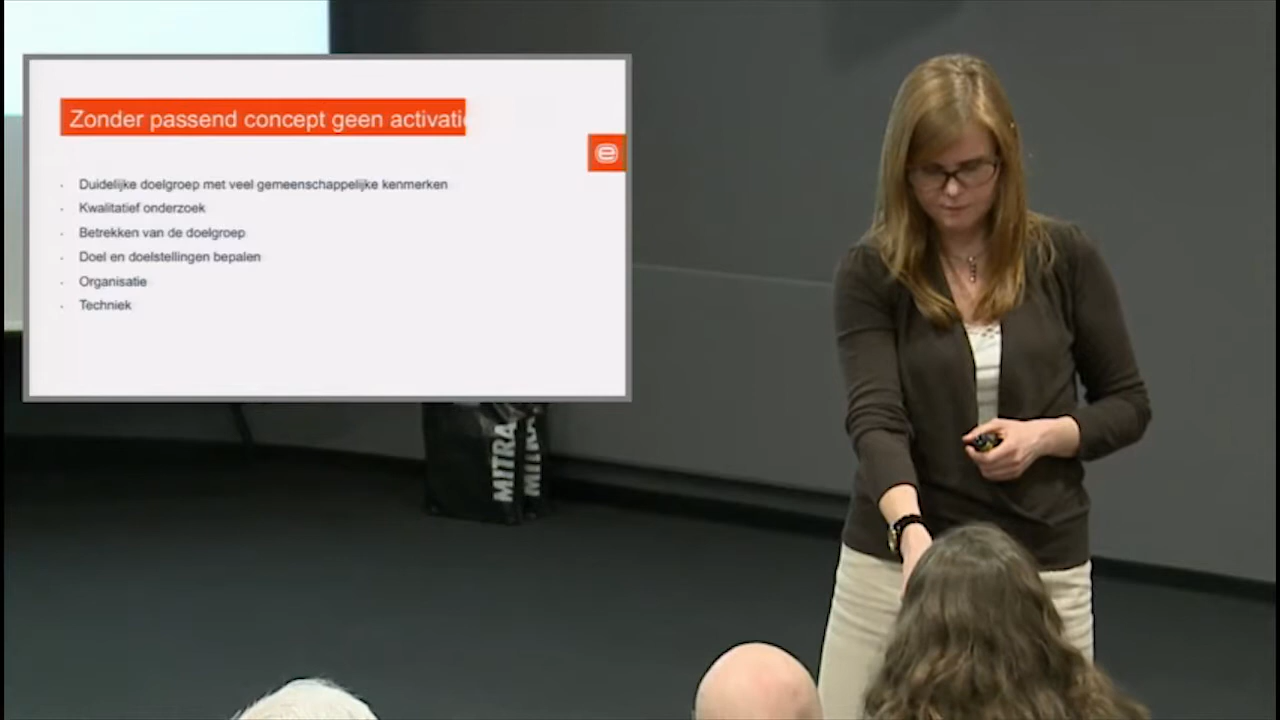 Zonder passend concept geen activati
e
Duidelijke doelgroep met veel gemeenschappelijke kenmerken
Kwalitatief onderzoek
Betrekken van de doelgroep
Doel en doelstellingen bepalen
Organisatie
Techniek
MITRA
MITRA